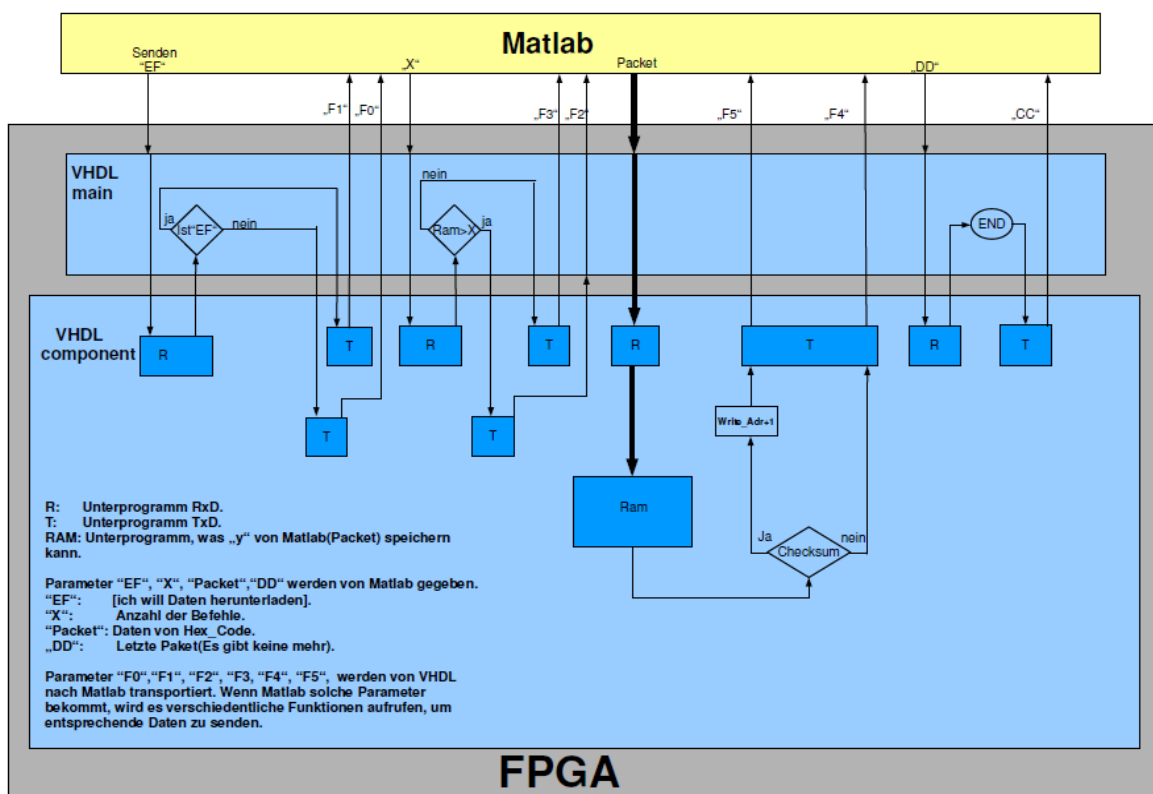 Matlab
Senden
“EF“
„X“
Packet
„DD“
„F1“
„F0“
„F3“
„F2“
„F5“
„F4“
„CC“
VHDL
main
ja
Ist“EF“
nein
nein
Ram>X
ja
END
VHDL
component
R
T
R
T
R
T
R
T
T
T
Write_Adr+1
Ram
Ja
Checksum
nein
R: Unterprogramm RxD.
T: Unterprogramm TxD.
RAM: Unterprogramm, was „y“ von Matlab(Packet) speichern
kann.
Parameter “EF“, “X“, “Packet“,“DD“ werden von Matlab gegeben.
“EF“: [ich will Daten herunterladen].
“X“: Anzahl der Befehle.
“Packet“: Daten von Hex_Code.
„DD“: Letzte Paket(Es gibt keine mehr).
Parameter “F0“,“F1“, “F2“, “F3, “F4“, “F5“, werden von VHDL
nach Matlab transportiert. Wenn Matlab solche Parameter
bekommt, wird es verschiedentliche Funktionen aufrufen, um
entsprechende Daten zu senden.
FPGA